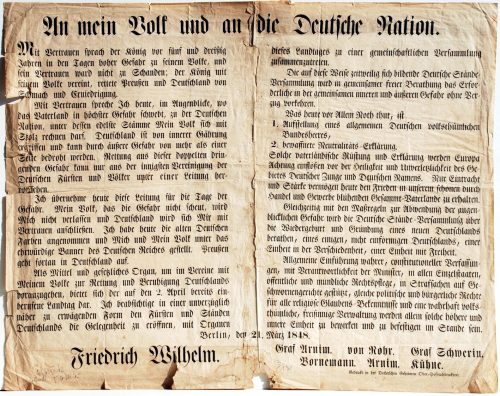 An mein Volk und an die Deutsche Nation.
Mit Vertrauen sprach der König vor fünf und dreißig
Jahren in den Tagen hoher Gefahr zu seinem Volke, und
sein Vertrauen ward nicht zu Schanden; der König mit
seinem Volke vereint, rettete Preußen und Deutschland von
Schmach und Erniedrigung.
Mit Vertrauen spreche Ich heute, im Augenblicke, wo
das Vaterland in höchster Gefahr schwebt, zu der Deutschen
Nation, unter deren edelste Stämme Mein Volk sich mit
Stolz rechnen darf. Deutschland ist von innerer Gährung
ergriffen und kann durch äußere Gefahr von mehr als einer
Seite bedroht werden. Rettung aus dieser doppelten drin-
genden Gefahr kann nur aus der innigsten Vereinigung der
Deutschen Fürsten und Völker unter einer Leitung her-
vorgehen.
Ich übernehme heute diese Leitung für die Tage der
Gefahr. Mein Volk, das die Gefahr nicht scheut, wird
Mich nicht verlassen und Deutschland wird sich Mir mit
Vertrauen anschließen. Ich habe heute die alten Deutschen
Farben angenommen und Mich und Mein Volk unter das
ehrwürdige Banner des Deutschen Reiches gestellt. Preußen
geht fortan in Deutschland auf.
Als Mittel und gesetzliches Organ, um im Vereine mit
Meinem Volke zur Rettung und Beruhigung Deutschlands
voranzugehen, bietet sich der auf den 2. April bereits ein-
berufene Landtag dar. Ich beabsichtige in einer unverzüglich
näher zu erwägenden Form den Fürsten und Ständen
Deutschlands die Gelegenheit zu eröffnen, mit Organen
dieses Landtages zu einer gemeinschaftlichen Versammlung
zusammenzutreten.
Die auf diese Weise zeitweilig sich bildende Deutsche Stände-
Versammlung wird in gemeinsamer freier Berathung das Erfor-
derliche in der gemeinsamen inneren und äußeren Gefahr ohne Ver-
zug vorkehren.
Was heute vor Allem Noth thut, ist
1. Aufstellung eines allgemeinen Deutschen volksthümlichen
Bundesheeres,
2. bewaffnete Neutralitäts-Erklärung.
Solche vaterländische Rüstung und Erklärung werden Europa
Achtung einflößen vor der Heiligkeit und Unverletzlichkeit des Ge-
bietes Deutscher Zunge und Deutschen Namens. Nur Eintracht
und Stärke vermögen heute den Frieden in unserem schönen durch
Handel und Gewerbe blühenden Gesammt-Vaterlande zu erhalten.
Gleichzeitig mit den Maßregeln zur Abwendung der augen-
blicklichen Gefahr wird die Deutsche Stände-Versammlung über
die Wiedergeburt und Gründung eines neuen Deutschlands
berathen, eines einigen, nicht einförmigen Deutschlands, einer
Einheit in der Verschiedenheit, einer Einheit mit Freiheit.
Allgemeine Einführung wahrer, constitutioneller Verfassun-
gen, mit Verantwortlichkeit der Minister, in allen Einzelstaaten,
öffentliche und mündliche Rechtspflege, in Strafsachen auf Ge-
schwornengerichte gestützt, gleiche politische und bürgerliche Rechte
für alle religiöse Glaubens-Bekenntnisse und eine wahrhaft volks-
thümliche, freisinnige Verwaltung werden allein solche höhere und
innere Einheit zu bewirken und zu befestigen im Stande sein.
Berlin, den 21. März 1848.
Friedrich Wilhelm.
Graf Arnim. von Rohr. Graf Schwerin.
Bornemann. Arnim. Kühne.
Gedruckt in der Deckerschen Geheimen Ober-Hofbuchdruckerei.